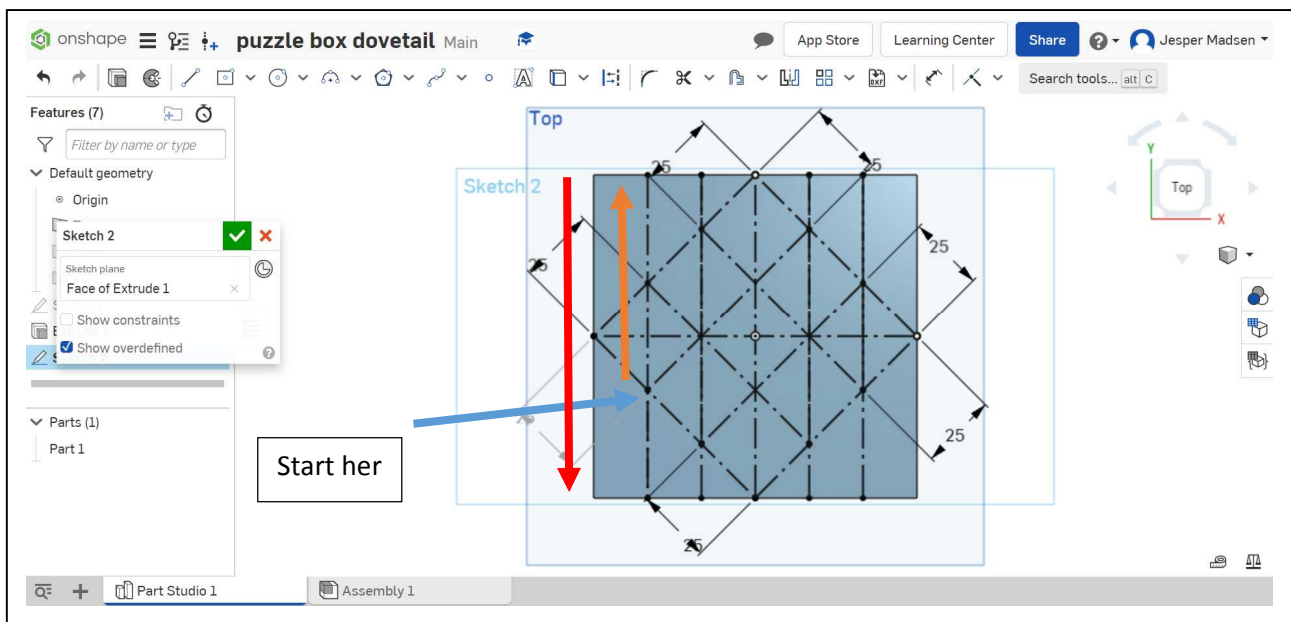 onshape puzzle box dovetail Main App Store Learning Center Share Jesper Madsen
Search tools... alt C
Features (7)
Filter by name or type
Default geometry
Origin
Sketch 2
Sketch plane
Face of Extrude 1
Show constraints
Show overdefined
Parts (1)
Part 1
Top
Sketch 2
25
25
25
25
25
25
Start her
Y
Top
X
Part Studio 1 Assembly 1